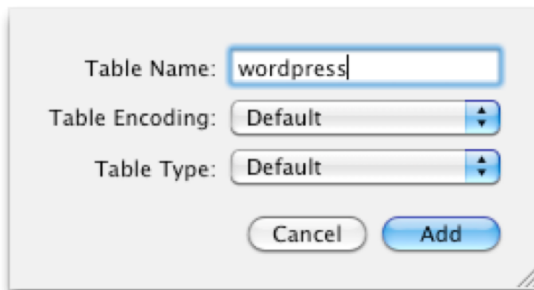 Table Name: wordpress
Table Encoding: Default
Table Type: Default
Cancel Add